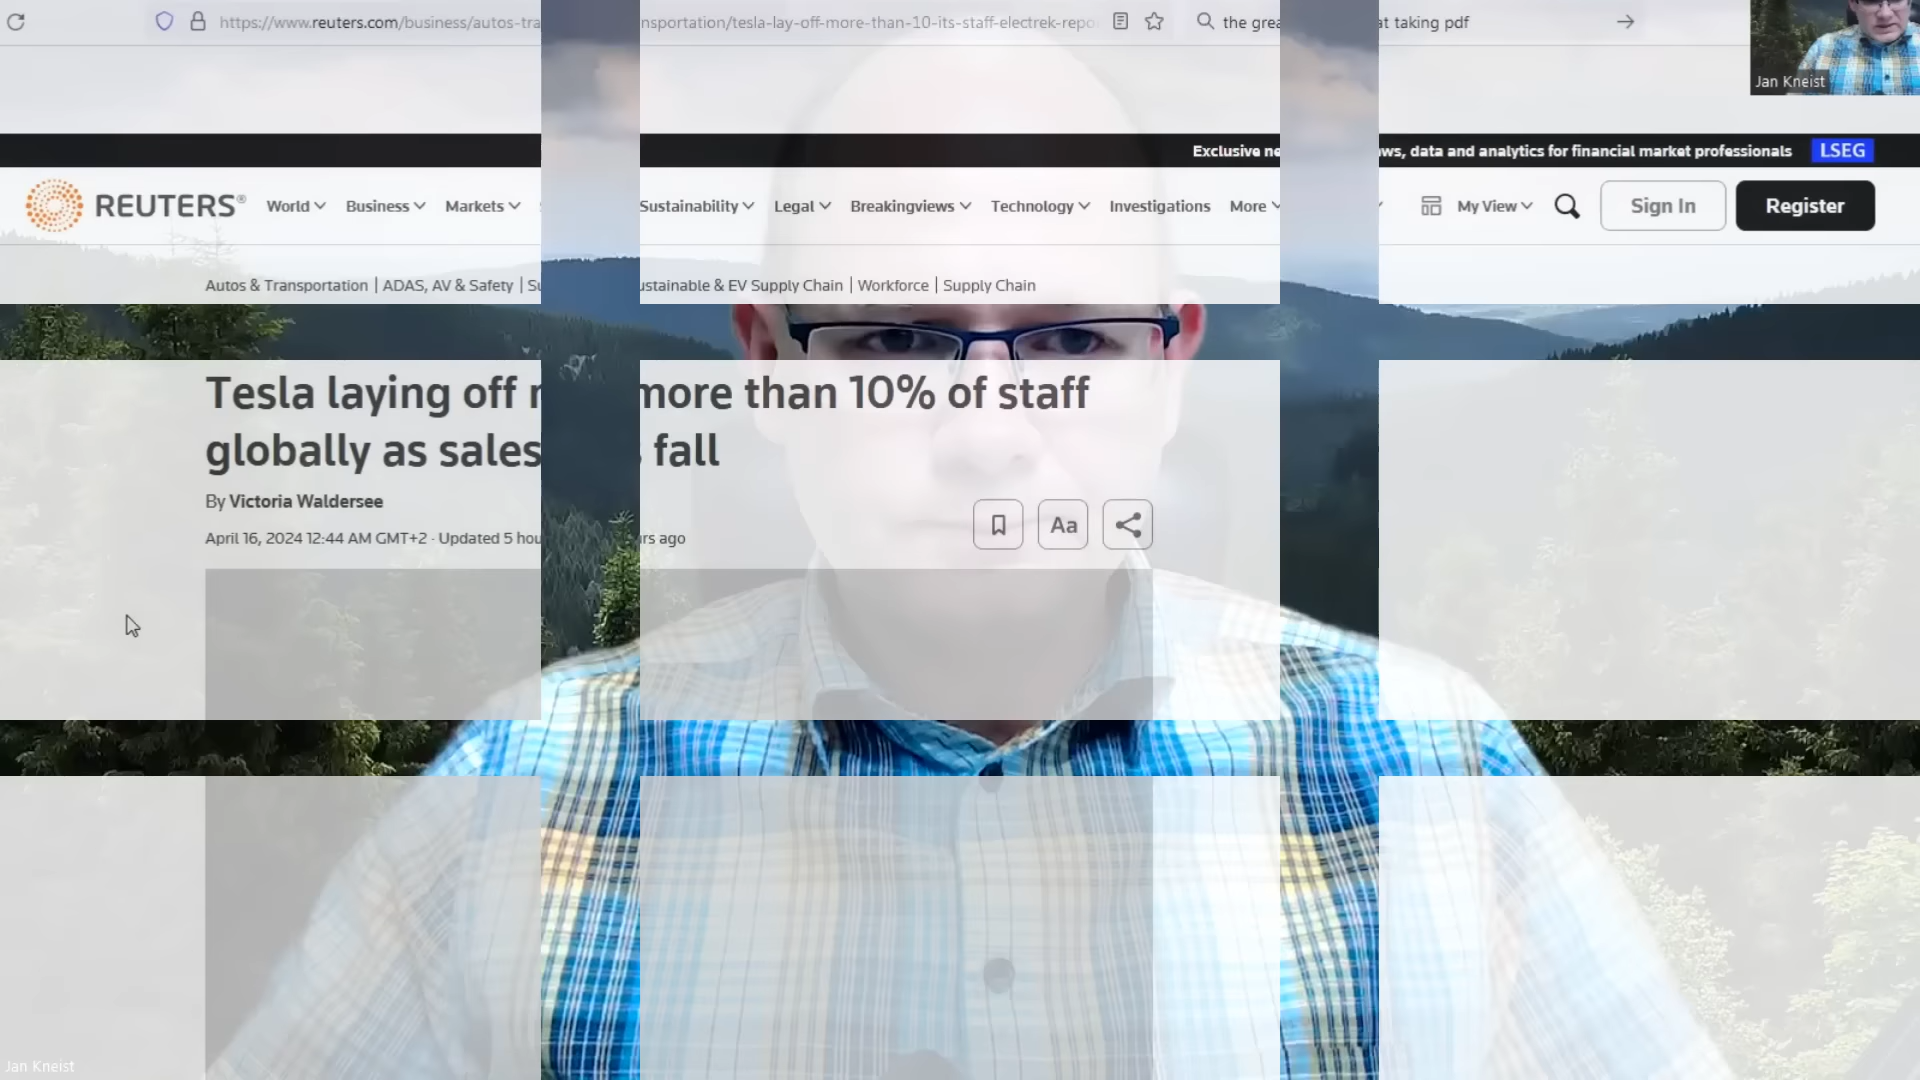 https://www.reuters.com/business/autos-tra nsportation/tesla-lay-off-more-than-10-its-staff-electrek-repo
the grea at taking pdf
Jan Kneist
Exclusive ne ws, data and analytics for financial market professionals LSEG
REUTERS® World Business Markets Sustainability Legal Breakingviews Technology Investigations More My View Sign In Register
Autos & Transportation | ADAS, AV & Safety | Su ustainable & EV Supply Chain | Workforce | Supply Chain
Tesla laying off more than 10% of staff
globally as sales fall
By Victoria Waldersee
April 16, 2024 12:44 AM GMT+2 · Updated 5 hou rs ago
Aa
Jan Kneist